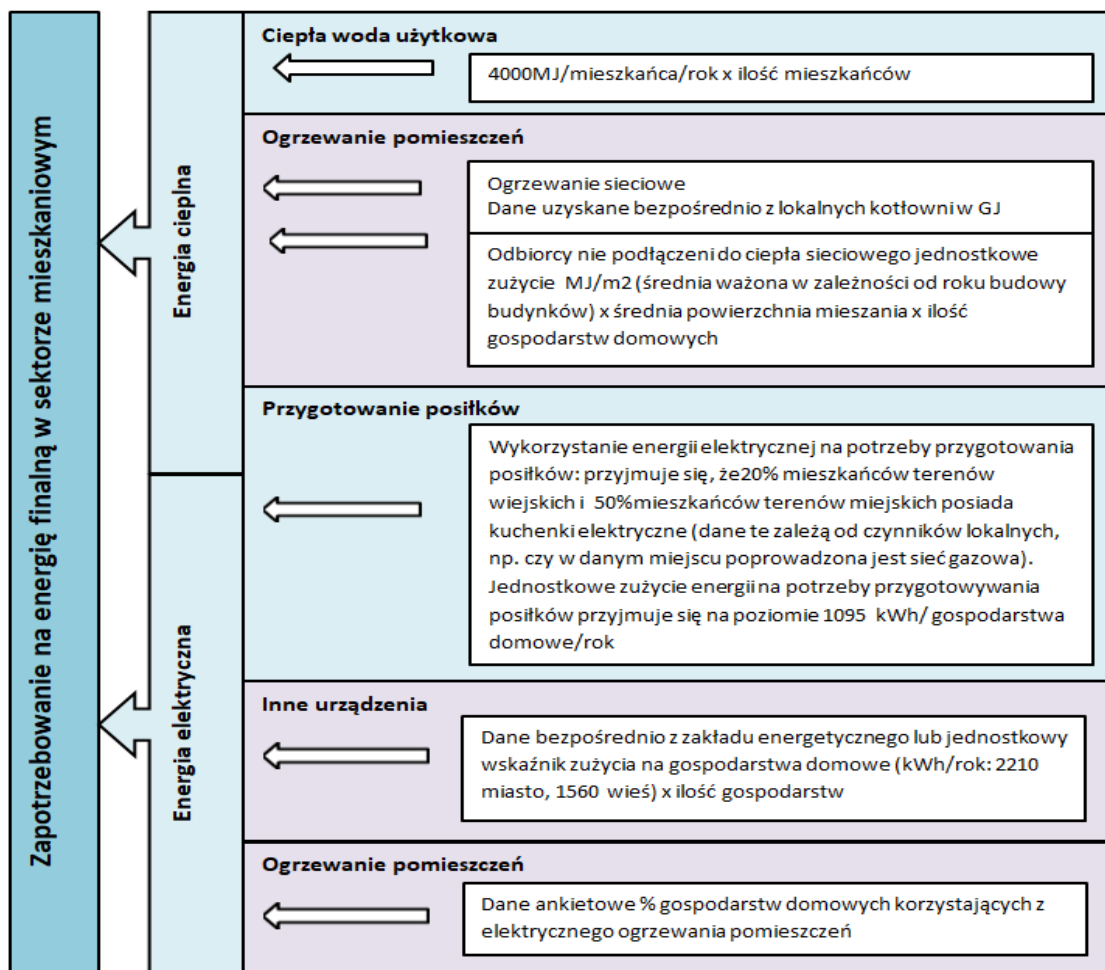 Zapotrzebowanie na energię finalną w sektorze mieszkaniowym
Energia cieplna
Ciepła woda użytkowa
4000MJ/mieszkańca/rok x ilość mieszkańców
Ogrzewanie pomieszczeń
Ogrzewanie sieciowe
Dane uzyskane bezpośrednio z lokalnych kotłowni w GJ
Odbiorcy nie podłączeni do ciepła sieciowego jednostkowe
zużycie MJ/m2 (średnia ważona w zależności od roku budowy
budynków) x średnia powierzchnia mieszania x ilość
gospodarstw domowych
Przygotowanie posiłków
Wykorzystanie energii elektrycznej na potrzeby przygotowania
posiłków: przyjmuje się, że20% mieszkańców terenów
wiejskich i 50%mieszkańców terenów miejskich posiada
kuchenki elektryczne (dane te zależą od czynników lokalnych,
np. czy w danym miejscu poprowadzona jest sieć gazowa).
Jednostkowe zużycie energii na potrzeby przygotowywania
posiłków przyjmuje się na poziomie 1095 kWh/ gospodarstwa
domowe/rok
Energia elektryczna
Inne urządzenia
Dane bezpośrednio z zakładu energetycznego lub jednostkowy
wskaźnik zużycia na gospodarstwa domowe (kWh/rok: 2210
miasto, 1560 wieś) x ilość gospodarstw
Ogrzewanie pomieszczeń
Dane ankietowe % gospodarstw domowych korzystających z
elektrycznego ogrzewania pomieszczeń